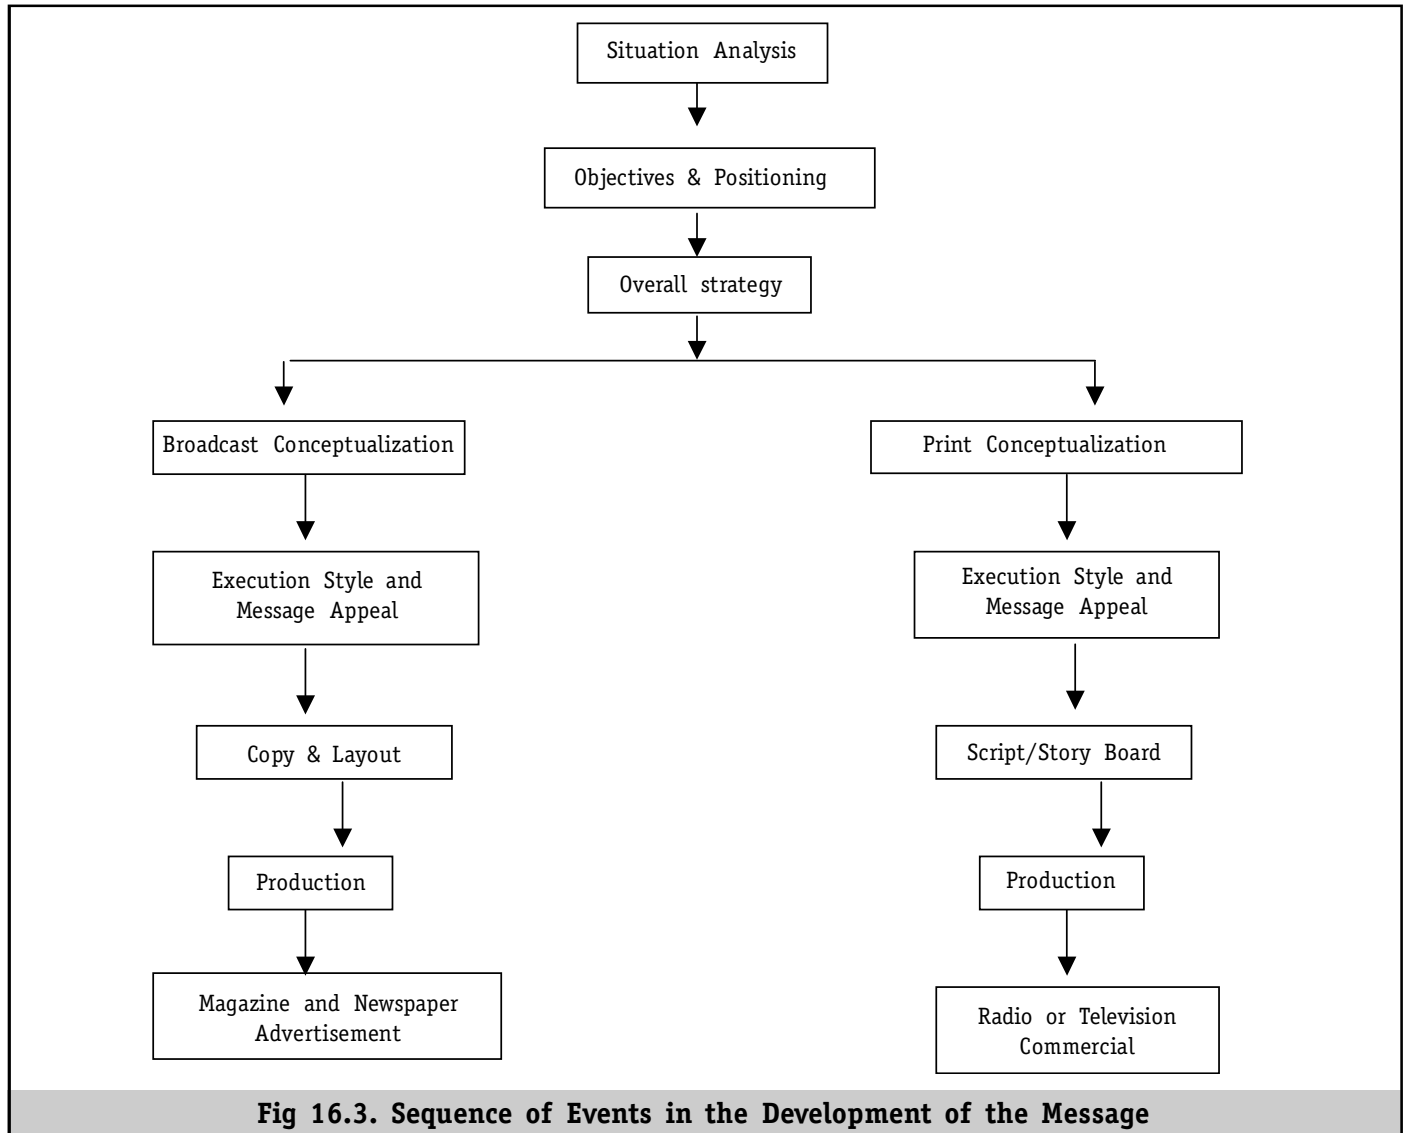 Situation Analysis
Objectives & Positioning
Overall strategy
Broadcast Conceptualization
Print Conceptualization
Execution Style and
Message Appeal
Execution Style and
Message Appeal
Copy & Layout
Script/Story Board
Production
Production
Magazine and Newspaper
Advertisement
Radio or Television
Commercial
Fig 16.3. Sequence of Events in the Development of the Message